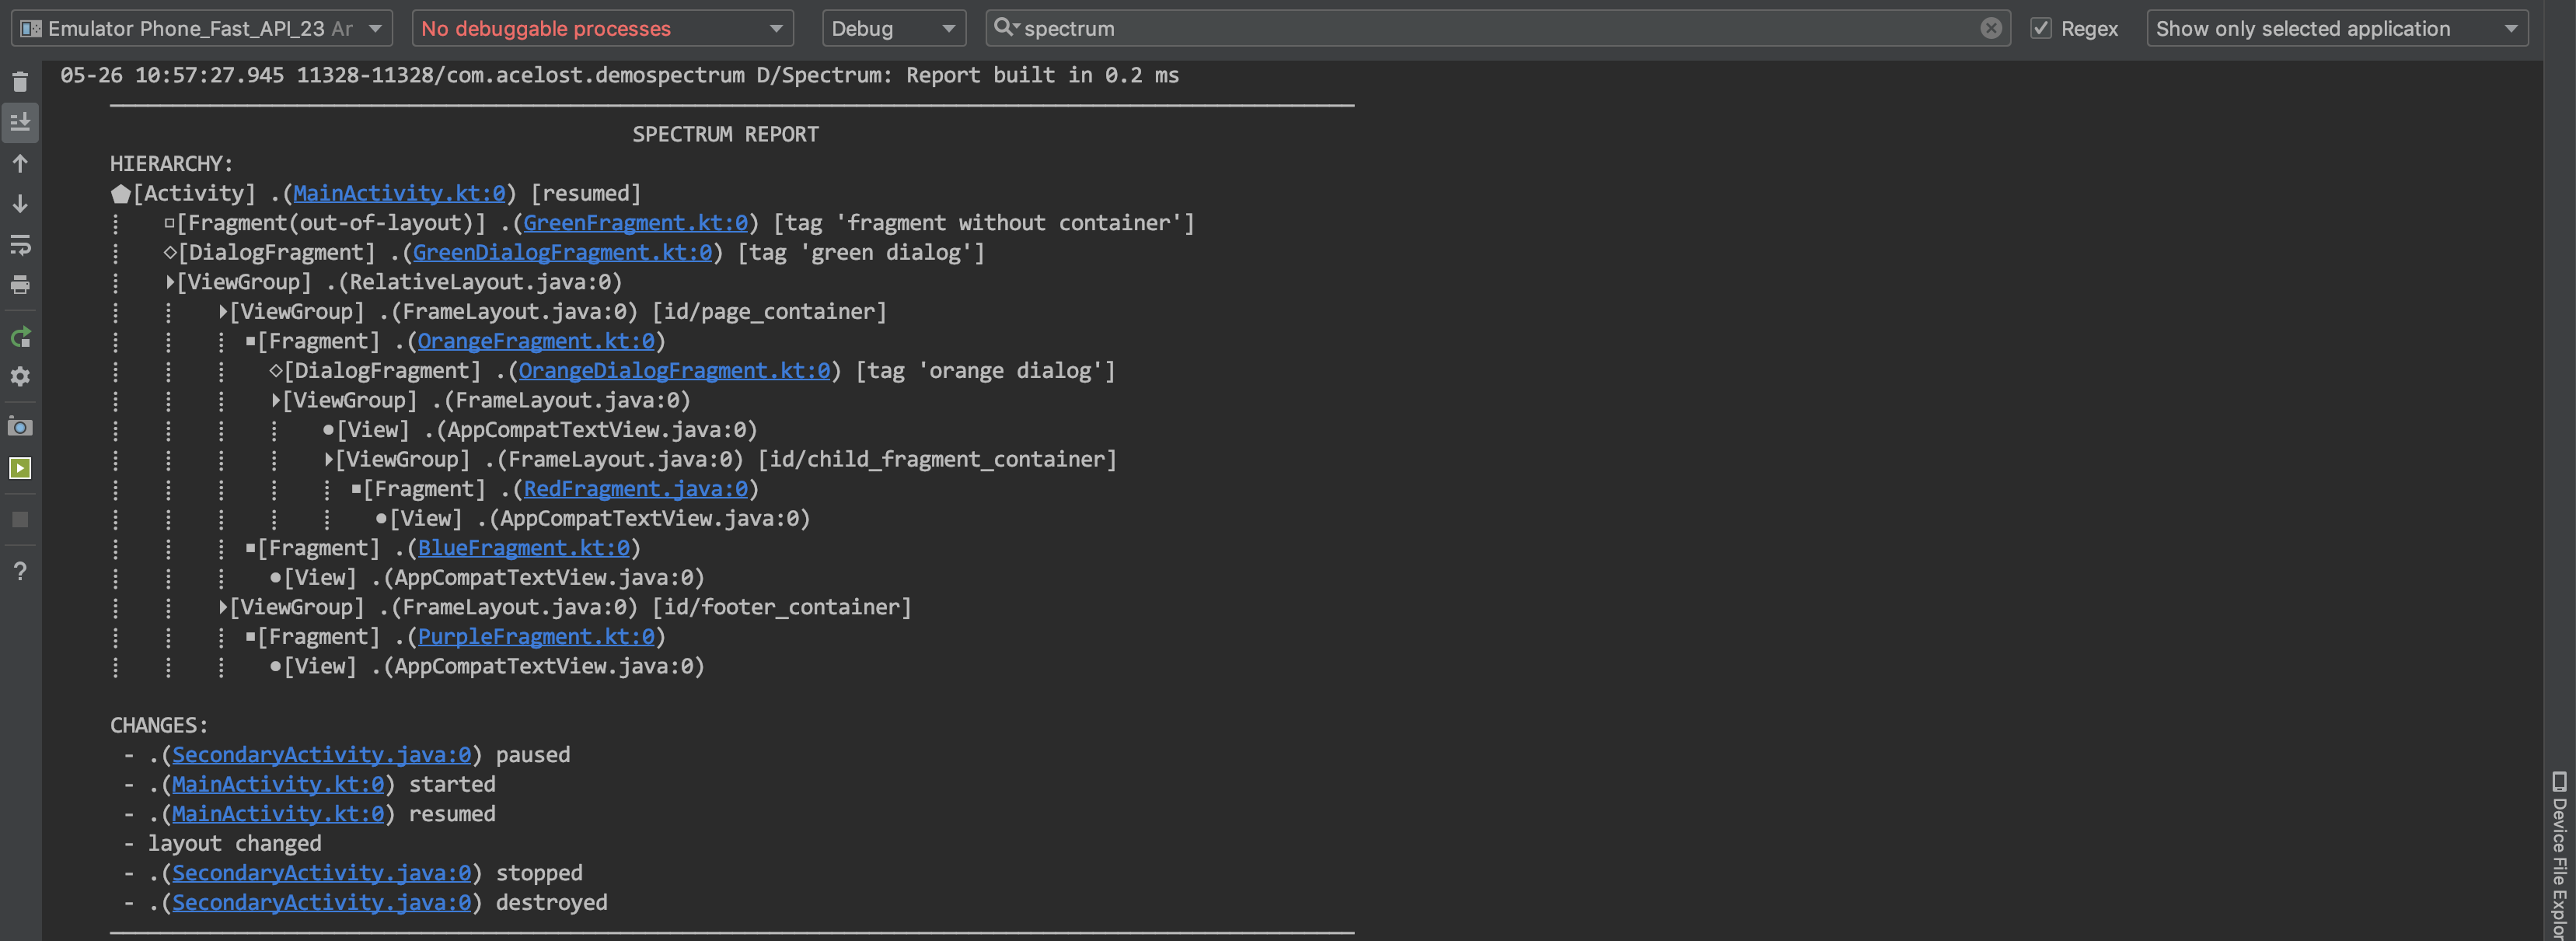 Emulator Phone_Fast_API_23 Ar
No debuggable processes
Debug
spectrum
Regex
Show only selected application
05-26 10:57:27.945 11328-11328/com.acelost.demospectrum D/Spectrum: Report built in 0.2 ms
SPECTRUM REPORT
HIERARCHY:
⬟[Activity] .(MainActivity.kt:0) [resumed]
┊ ▫[Fragment(out-of-layout)] .(GreenFragment.kt:0) [tag 'fragment without container']
┊ ◇[DialogFragment] .(GreenDialogFragment.kt:0) [tag 'green dialog']
┊ ▸[ViewGroup] .(RelativeLayout.java:0)
┊ ┊ ▸[ViewGroup] .(FrameLayout.java:0) [id/page_container]
┊ ┊ ┊ ▪[Fragment] .(OrangeFragment.kt:0)
┊ ┊ ┊ ◇[DialogFragment] .(OrangeDialogFragment.kt:0) [tag 'orange dialog']
┊ ┊ ┊ ▸[ViewGroup] .(FrameLayout.java:0)
┊ ┊ ┊ ┊ ●[View] .(AppCompatTextView.java:0)
┊ ┊ ┊ ┊ ▸[ViewGroup] .(FrameLayout.java:0) [id/child_fragment_container]
┊ ┊ ┊ ┊ ┊ ▪[Fragment] .(RedFragment.java:0)
┊ ┊ ┊ ┊ ┊ ●[View] .(AppCompatTextView.java:0)
┊ ┊ ┊ ▪[Fragment] .(BlueFragment.kt:0)
┊ ┊ ┊ ●[View] .(AppCompatTextView.java:0)
┊ ┊ ▸[ViewGroup] .(FrameLayout.java:0) [id/footer_container]
┊ ┊ ┊ ▪[Fragment] .(PurpleFragment.kt:0)
┊ ┊ ┊ ●[View] .(AppCompatTextView.java:0)
CHANGES:
- .(SecondaryActivity.java:0) paused
- .(MainActivity.kt:0) started
- .(MainActivity.kt:0) resumed
- layout changed
- .(SecondaryActivity.java:0) stopped
- .(SecondaryActivity.java:0) destroyed
Device File Explor